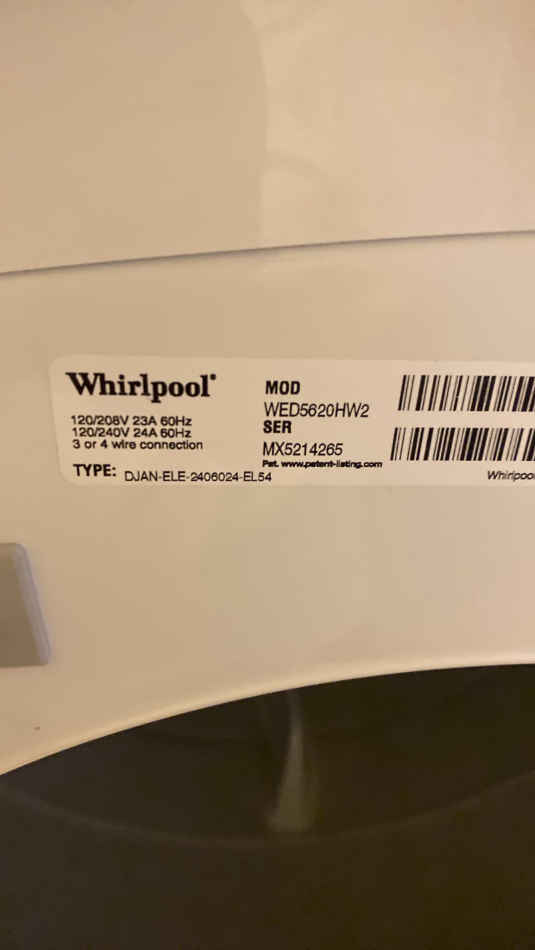 Whirlpool®
120/208V 23A 60Hz
120/240V 24A 60Hz
3 or 4 wire connection
TYPE: DJAN-ELE-2406024-EL54
MOD
WED5620HW2
SER
MX5214265
Pat. www.patent-listing.com
Whirlpool